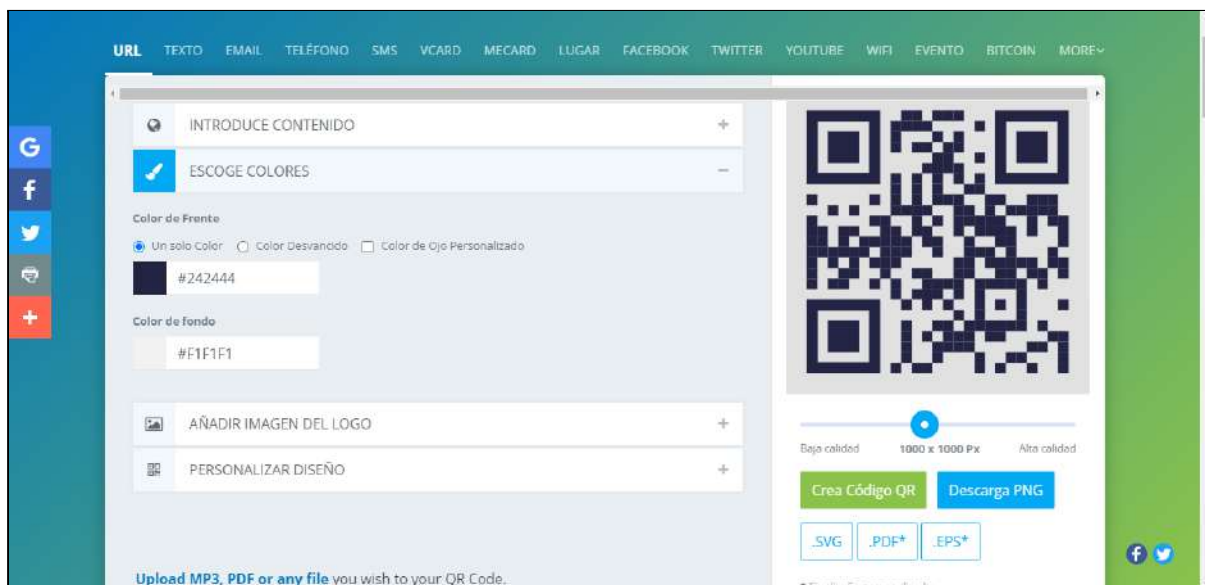 URL TEXTO EMAIL TELÉFONO SMS VCARD MECARD LUGAR FACEBOOK TWITTER YOUTUBE WIFI EVENTO BITCOIN MORE
INTRODUCE CONTENIDO
ESCOGE COLORES
Color de Frente
Un solo Color Color Desvancido Color de Ojo Personalizado
#242444
Color de fondo
#F1F1F1
AÑADIR IMAGEN DEL LOGO
PERSONALIZAR DISEÑO
Upload MP3, PDF or any file you wish to your QR Code.
Baja calidad 1000 x 1000 Px Alta calidad
Crea Código QR Descarga PNG
.SVG .PDF* .EPS*